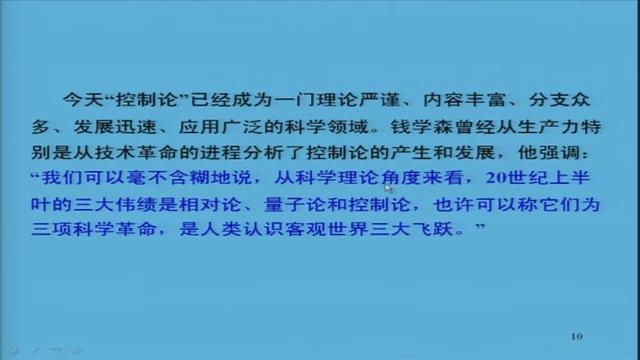 今天“控制论”已经成为一门理论严谨、内容丰富、分支众
多、发展迅速、应用广泛的科学领域。钱学森曾经从生产力特
别是从技术革命的进程分析了控制论的产生和发展，他强调：
“我们可以毫不含糊地说，从科学理论角度来看，20世纪上半
叶的三大伟绩是相对论、量子论和控制论，也许可以称它们为
三项科学革命，是人类认识客观世界三大飞跃。”
10